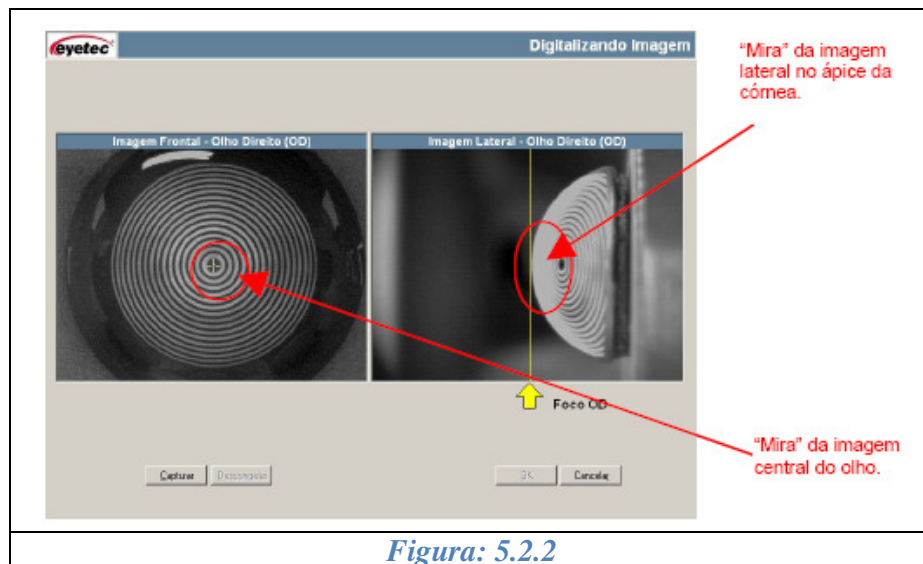 eyetec
Digitalizando Imagem
Imagem Frontal - Olho Direito (OD)
Imagem Lateral - Olho Direito (OD)
Foco OD
Capturar
OK
Cancelar
"Mira" da imagem
lateral no ápice da
córnea.
"Mira" da imagem
central do olho.
Figura: 5.2.2